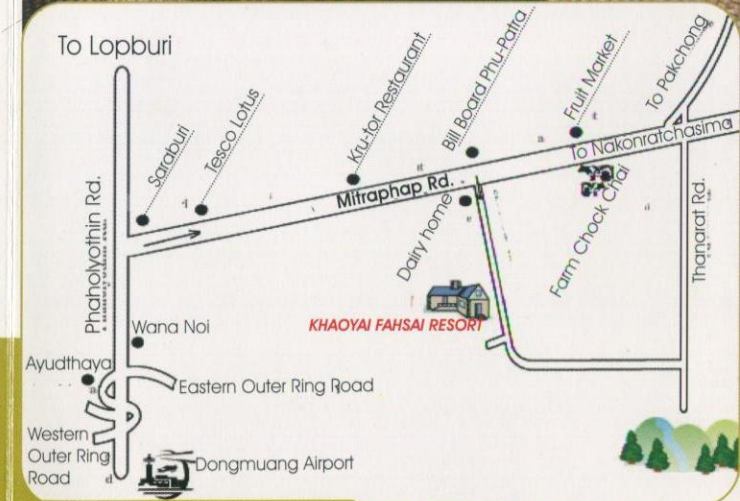 To Lopburi
Phaholyothin Rd.
Saraburi
Tesco Lotus
Kru-tor Restaurant
Bill Board Phu-Patra
Fruit Market
To Pakchong
To Nakonratchasima
Mitraphap Rd.
Dairy home
Farm Chock Chai
Thanarat Rd.
KHAOYAI FAHSAI RESORT
Wana Noi
Ayudthaya
Eastern Outer Ring Road
Western
Outer Ring
Road
Dongmuang Airport